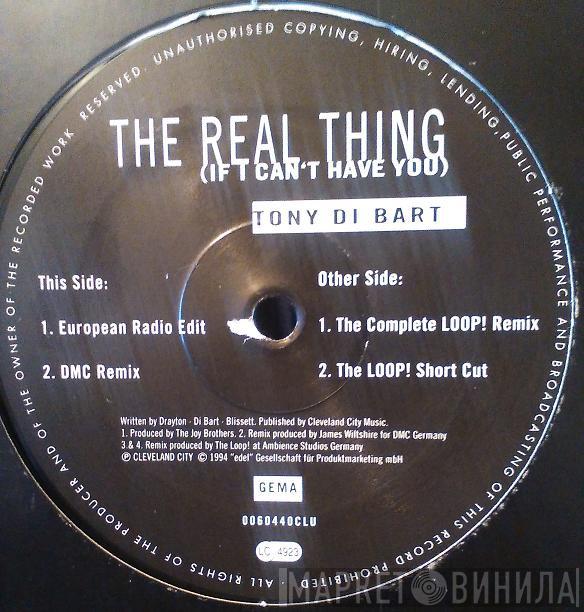 ALL RIGHTS OF THE PRODUCER AND OF THE OWNER OF THE RECORDED WORK RESERVED. UNAUTHORISED COPYING, HIRING, LENDING, PUBLIC PERFORMANCE AND BROADCASTING OF THIS RECORD PROHIBITED ·
THE REAL THING
(IF I CAN'T HAVE YOU)
TONY DI BART
This Side:
1. European Radio Edit
2. DMC Remix
Other Side:
1. The Complete LOOP! Remix
2. The LOOP! Short Cut
Written by Drayton · Di Bart · Blissett. Published by Cleveland City Music.
1. Produced by The Joy Brothers. 2. Remix produced by James Wiltshire for DMC Germany
3 & 4. Remix produced by The Loop! at Ambience Studios Germany
℗ CLEVELAND CITY © 1994 "edel" Gesellschaft für Produktmarketing mbH
GEMA
0060440CLU
LC 4923
МАРКЕТ ВИНИЛА